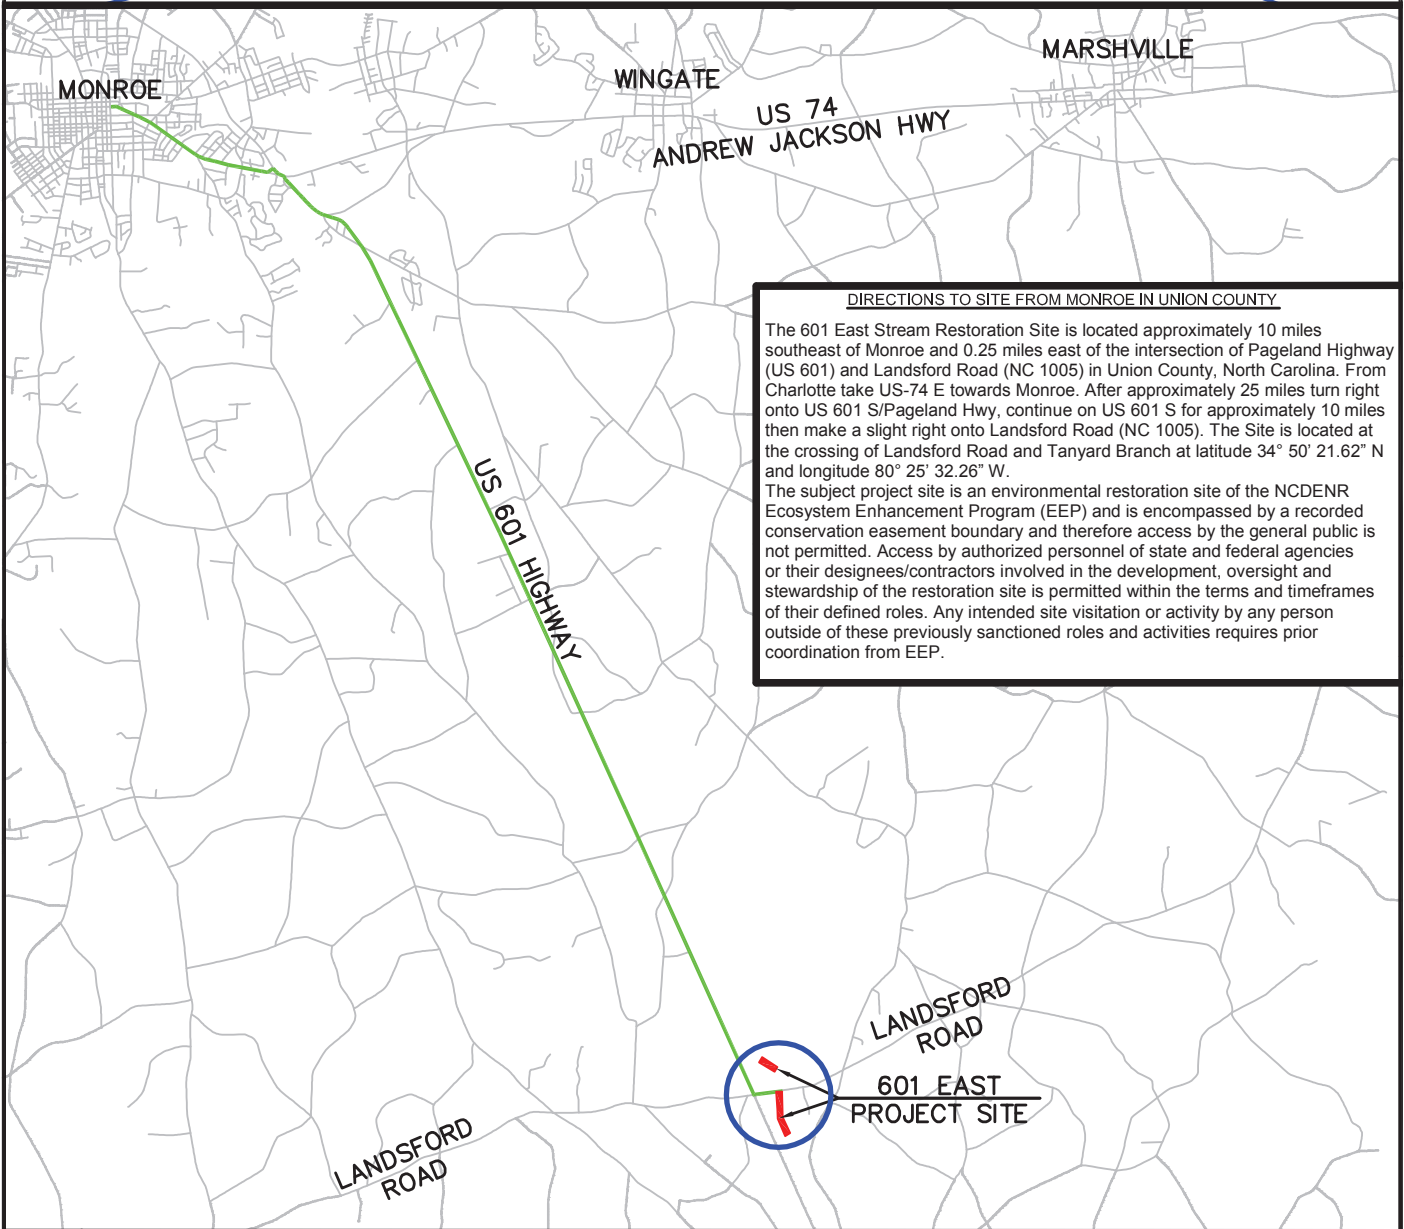 MONROE
WINGATE
MARSHVILLE
US 74
ANDREW JACKSON HWY
DIRECTIONS TO SITE FROM MONROE IN UNION COUNTY
The 601 East Stream Restoration Site is located approximately 10 miles
southeast of Monroe and 0.25 miles east of the intersection of Pageland Highway
(US 601) and Landsford Road (NC 1005) in Union County, North Carolina. From
Charlotte take US-74 E towards Monroe. After approximately 25 miles turn right
onto US 601 S/Pageland Hwy, continue on US 601 S for approximately 10 miles
then make a slight right onto Landsford Road (NC 1005). The Site is located at
the crossing of Landsford Road and Tanyard Branch at latitude 34° 50' 21.62” N
and longitude 80° 25' 32.26” W.
The subject project site is an environmental restoration site of the NCDENR
Ecosystem Enhancement Program (EEP) and is encompassed by a recorded
conservation easement boundary and therefore access by the general public is
not permitted. Access by authorized personnel of state and federal agencies
or their designees/contractors involved in the development, oversight and
stewardship of the restoration site is permitted within the terms and timeframes
of their defined roles. Any intended site visitation or activity by any person
outside of these previously sanctioned roles and activities requires prior
coordination from EEP.
US 601 HIGHWAY
LANDSFORD
ROAD
601 EAST
PROJECT SITE
LANDSFORD
ROAD